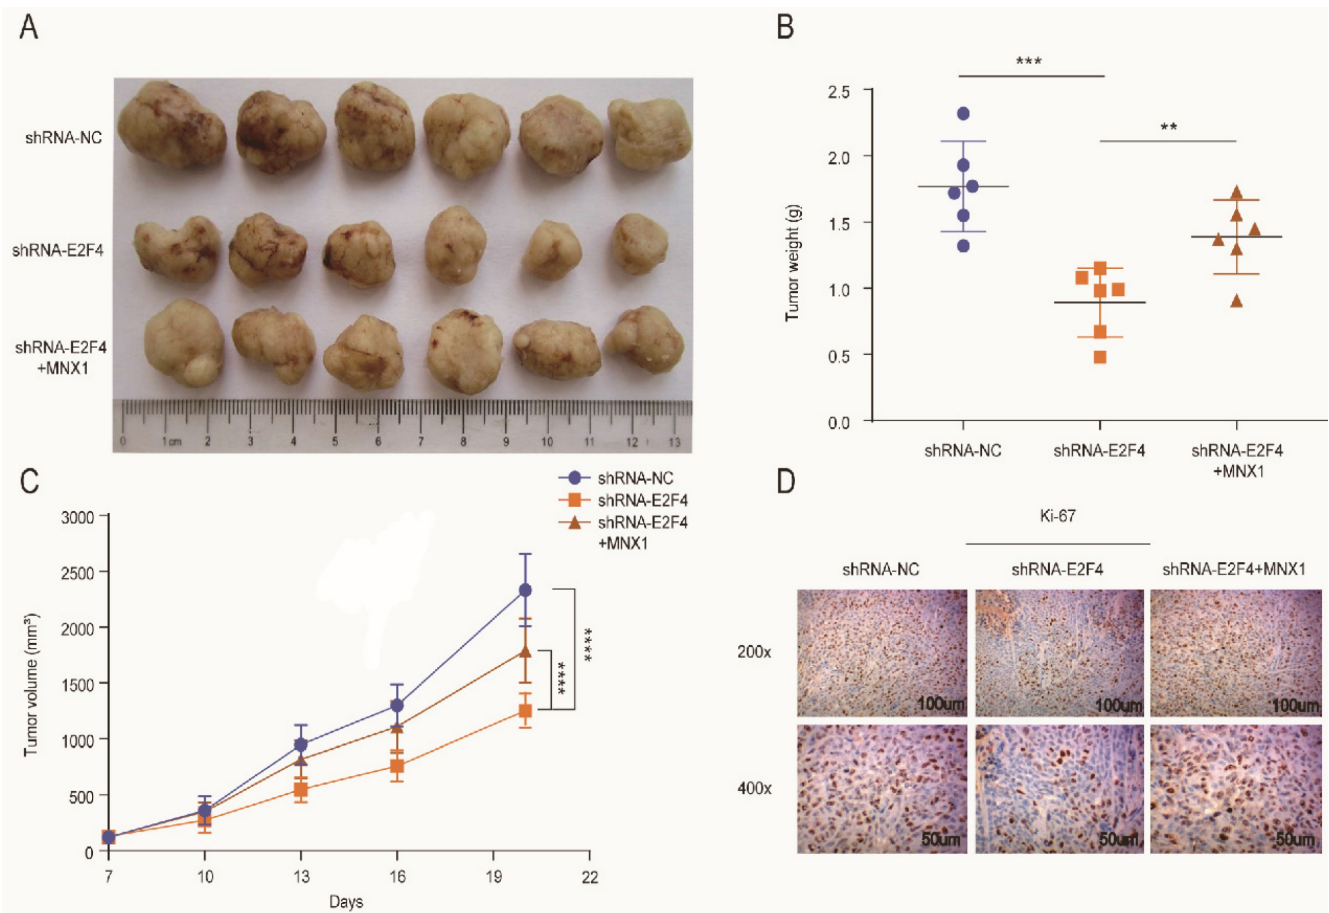 A
shRNA-NC
shRNA-E2F4
shRNA-E2F4
+MNX1
0 1cm 2 3 4 5 6 7 8 9 10 11 12 13
B
***
**
Tumor weight (g)
2.5
2.0
1.5
1.0
0.5
0.0
shRNA-NC shRNA-E2F4 shRNA-E2F4
+MNX1
C
shRNA-NC
shRNA-E2F4
shRNA-E2F4
+MNX1
Tumor volume (mm³)
3000
2500
2000
1500
1000
500
0
****
****
7 10 13 16 19 22
Days
D
Ki-67
shRNA-NC shRNA-E2F4 shRNA-E2F4+MNX1
200x
100um 100um 100um
400x
50um 50um 50um